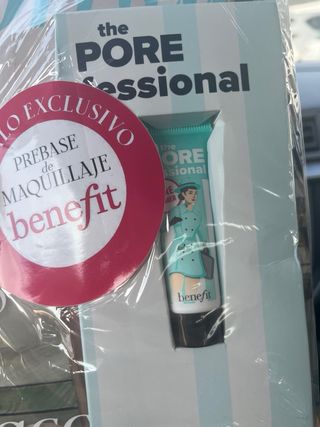 the
PORE
fessional
LO EXCLUSIVO
PREBASE
de
MAQUILLAJE
benefit
the
PORE
fessional
benefit